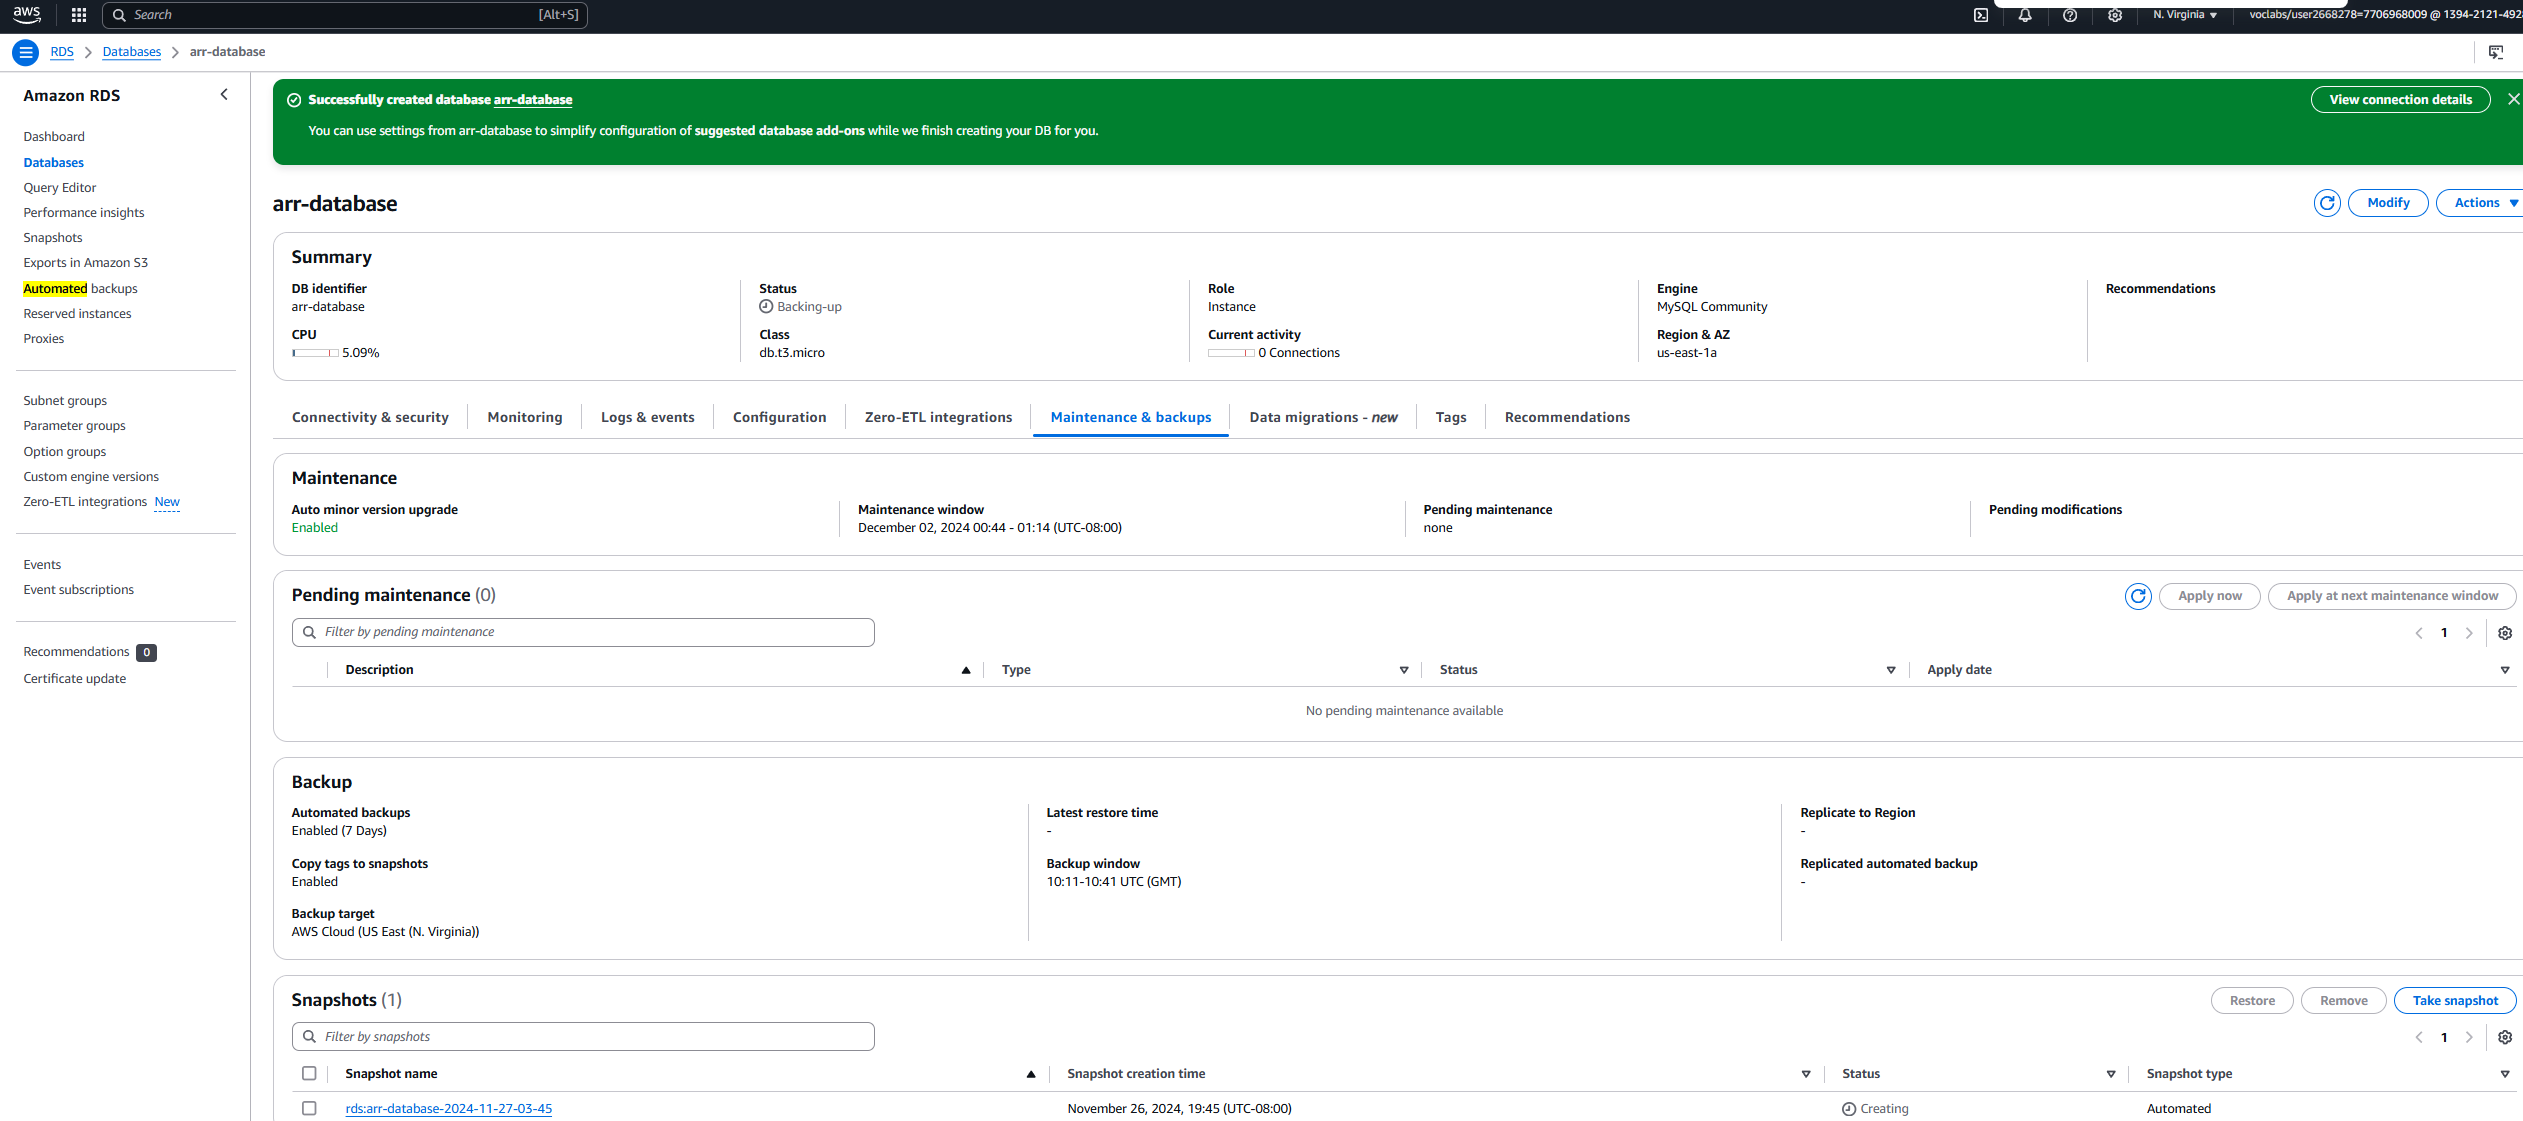 aws
Search [Alt+S]
N. Virginia
voclabs/user2668278=7706968009 @ 1394-2121-492
RDS > Databases > arr-database
Amazon RDS
Dashboard
Databases
Query Editor
Performance insights
Snapshots
Exports in Amazon S3
Automated backups
Reserved instances
Proxies
Subnet groups
Parameter groups
Option groups
Custom engine versions
Zero-ETL integrations New
Events
Event subscriptions
Recommendations 0
Certificate update
Successfully created database arr-database
You can use settings from arr-database to simplify configuration of suggested database add-ons while we finish creating your DB for you.
View connection details
arr-database
Modify
Actions
Summary
DB identifier
arr-database
CPU
5.09%
Status
Backing-up
Class
db.t3.micro
Role
Instance
Current activity
0 Connections
Engine
MySQL Community
Region & AZ
us-east-1a
Recommendations
Connectivity & security
Monitoring
Logs & events
Configuration
Zero-ETL integrations
Maintenance & backups
Data migrations - new
Tags
Recommendations
Maintenance
Auto minor version upgrade
Enabled
Maintenance window
December 02, 2024 00:44 - 01:14 (UTC-08:00)
Pending maintenance
none
Pending modifications
Pending maintenance (0)
Apply now
Apply at next maintenance window
Filter by pending maintenance
1
Description
Type
Status
Apply date
No pending maintenance available
Backup
Automated backups
Enabled (7 Days)
Copy tags to snapshots
Enabled
Backup target
AWS Cloud (US East (N. Virginia))
Latest restore time
-
Backup window
10:11-10:41 UTC (GMT)
Replicate to Region
-
Replicated automated backup
-
Snapshots (1)
Restore
Remove
Take snapshot
Filter by snapshots
1
Snapshot name
Snapshot creation time
Status
Snapshot type
rds:arr-database-2024-11-27-03-45
November 26, 2024, 19:45 (UTC-08:00)
Creating
Automated